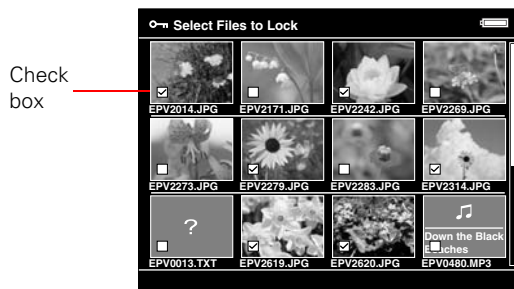 Select Files to Lock
Check
box
EPV2014.JPG EPV2171.JPG EPV2242.JPG EPV2269.JPG
EPV2273.JPG EPV2279.JPG EPV2283.JPG EPV2314.JPG
?
Down the Black
EPV0013.TXT EPV2619.JPG EPV2620.JPG EPV0480.MP3